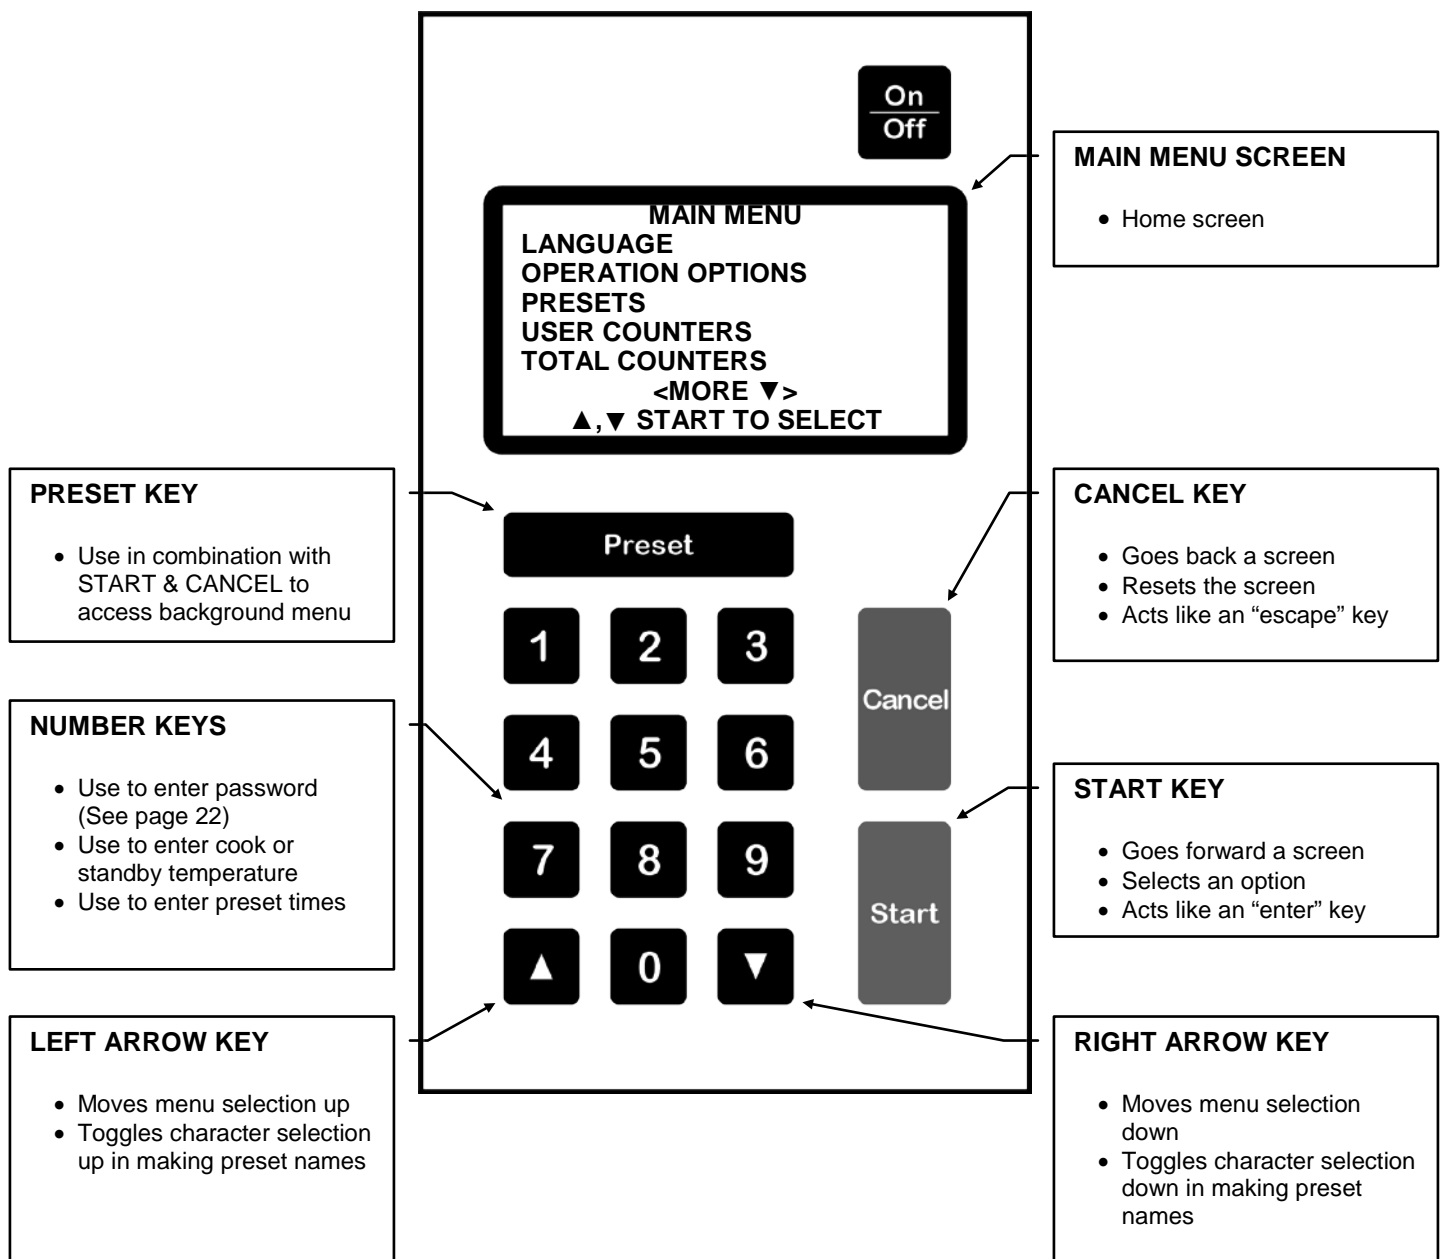 On
Off
MAIN MENU
LANGUAGE
OPERATION OPTIONS
PRESETS
USER COUNTERS
TOTAL COUNTERS
<MORE ▼>
▲,▼ START TO SELECT
Preset
1 2 3
4 5 6
7 8 9
▲ 0 ▼
Cancel
Start
PRESET KEY
• Use in combination with
START & CANCEL to
access background menu
NUMBER KEYS
• Use to enter password
(See page 22)
• Use to enter cook or
standby temperature
• Use to enter preset times
LEFT ARROW KEY
• Moves menu selection up
• Toggles character selection
up in making preset names
MAIN MENU SCREEN
• Home screen
CANCEL KEY
• Goes back a screen
• Resets the screen
• Acts like an “escape” key
START KEY
• Goes forward a screen
• Selects an option
• Acts like an “enter” key
RIGHT ARROW KEY
• Moves menu selection
down
• Toggles character selection
down in making preset
names